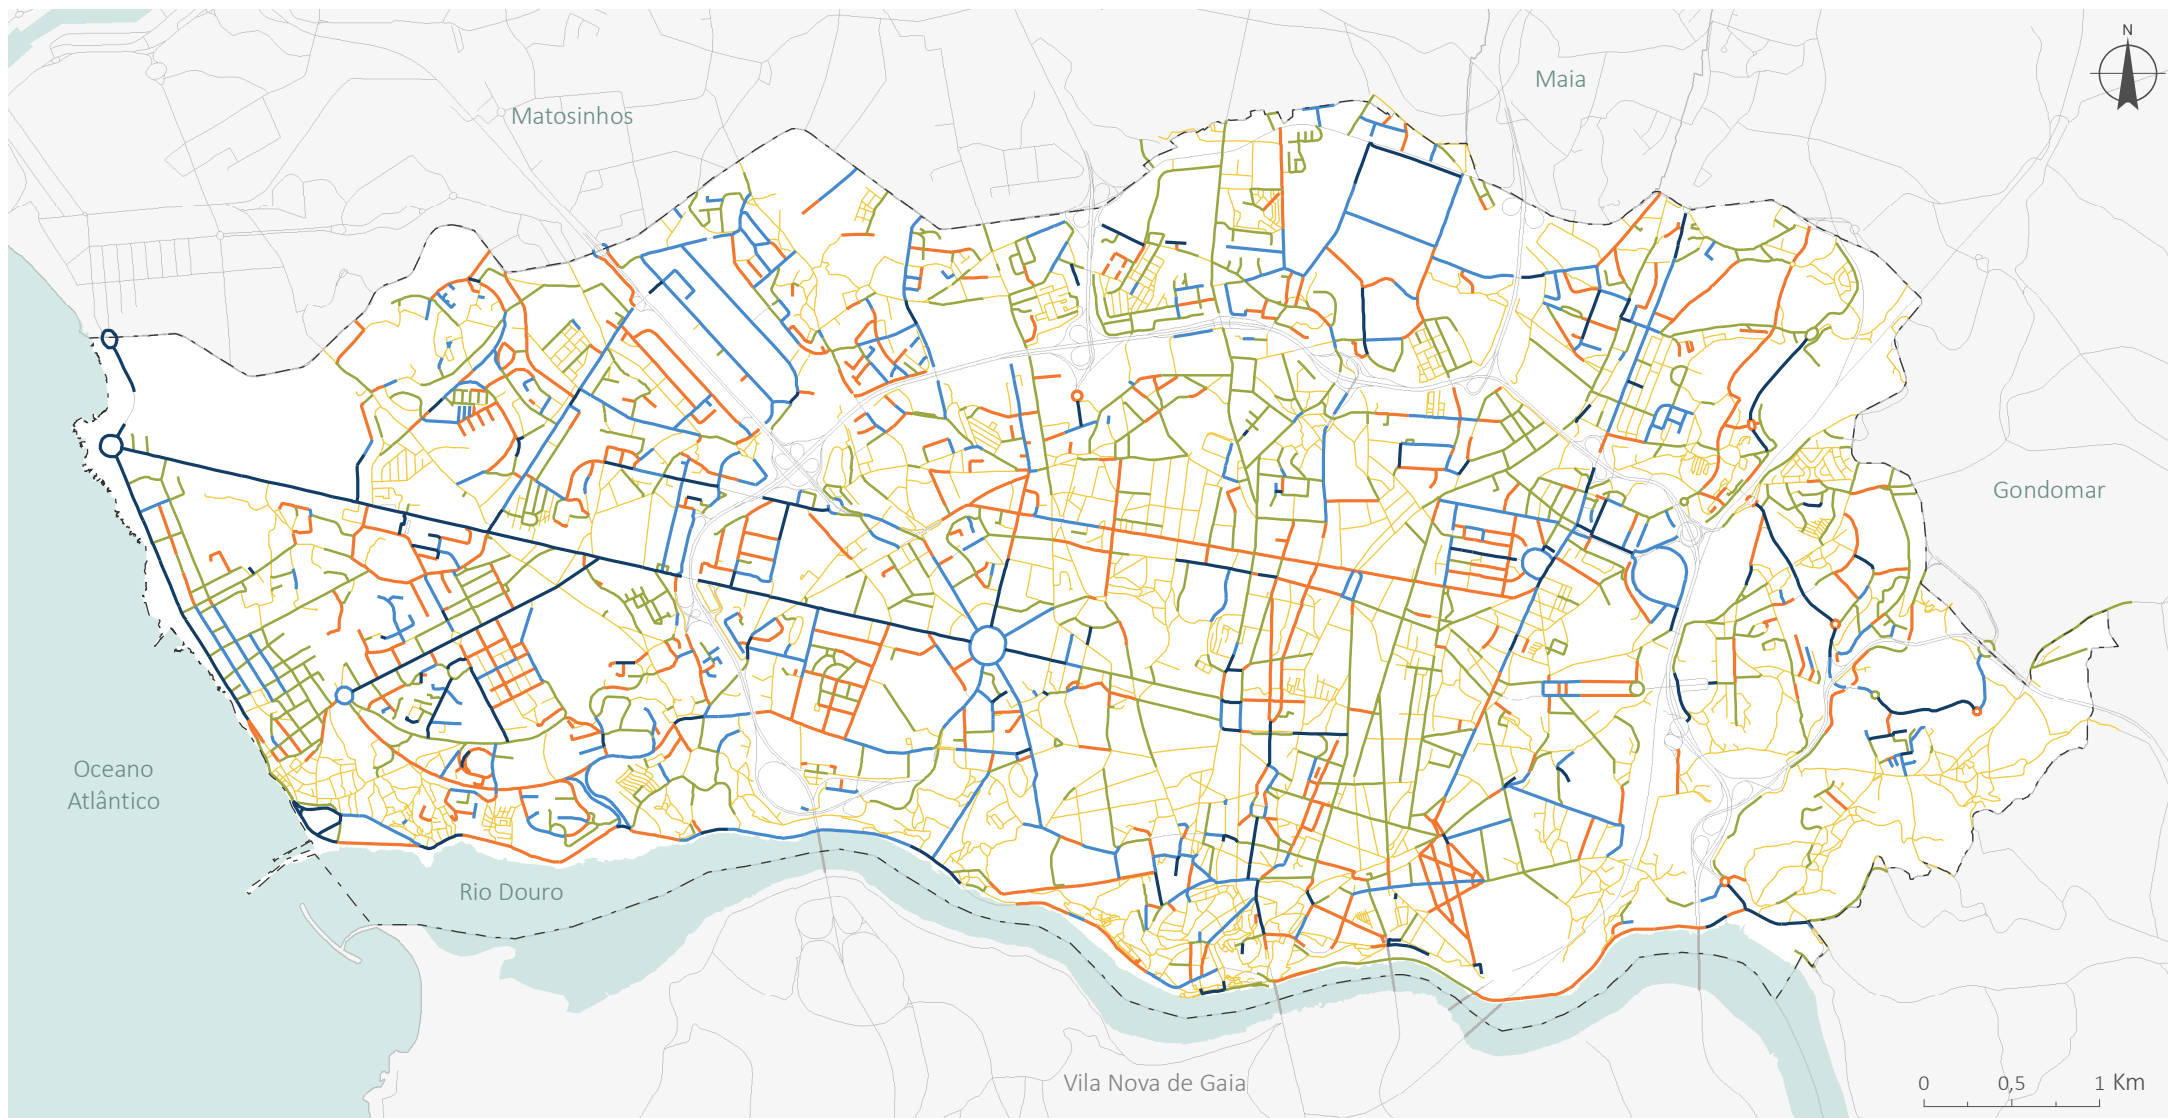 N
Maia
Matosinhos
Gondomar
Oceano
Atlântico
Rio Douro
Vila Nova de Gaia
0 0,5 1 Km